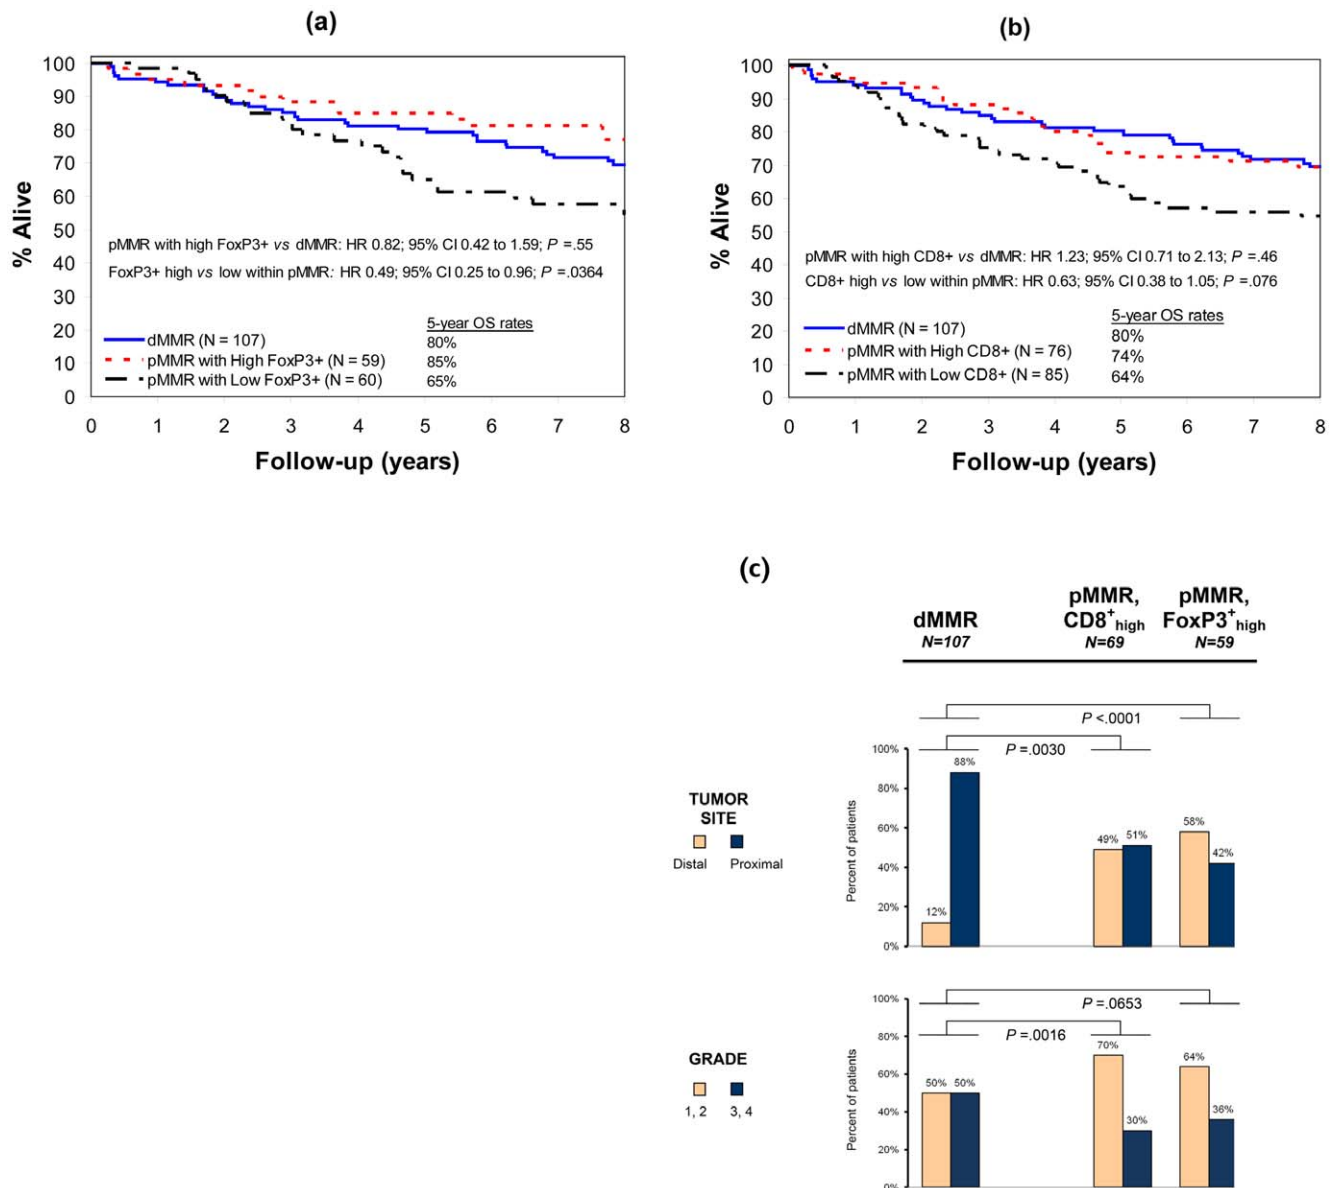 (a)
100
90
80
70
60
50
40
30
20
10
0
% Alive
pMMR with high FoxP3+ vs dMMR: HR 0.82; 95% CI 0.42 to 1.59; P =.55
FoxP3+ high vs low within pMMR: HR 0.49; 95% CI 0.25 to 0.96; P =.0364
5-year OS rates
dMMR (N = 107) 80%
pMMR with High FoxP3+ (N = 59) 85%
pMMR with Low FoxP3+ (N = 60) 65%
0 1 2 3 4 5 6 7 8
Follow-up (years)
(b)
100
90
80
70
60
50
40
30
20
10
0
% Alive
pMMR with high CD8+ vs dMMR: HR 1.23; 95% CI 0.71 to 2.13; P =.46
CD8+ high vs low within pMMR: HR 0.63; 95% CI 0.38 to 1.05; P =.076
5-year OS rates
dMMR (N = 107) 80%
pMMR with High CD8+ (N = 76) 74%
pMMR with Low CD8+ (N = 85) 64%
0 1 2 3 4 5 6 7 8
Follow-up (years)
(c)
dMMR
N=107
pMMR,
CD8+high
N=69
pMMR,
FoxP3+high
N=59
P <.0001
P =.0030
TUMOR
SITE
Distal Proximal
Percent of patients
100%
80%
60%
40%
20%
0%
12% 88% 49% 51% 58% 42%
P =.0653
P =.0016
GRADE
1, 2 3, 4
Percent of patients
100%
80%
60%
40%
20%
0%
50% 50% 70% 30% 64% 36%